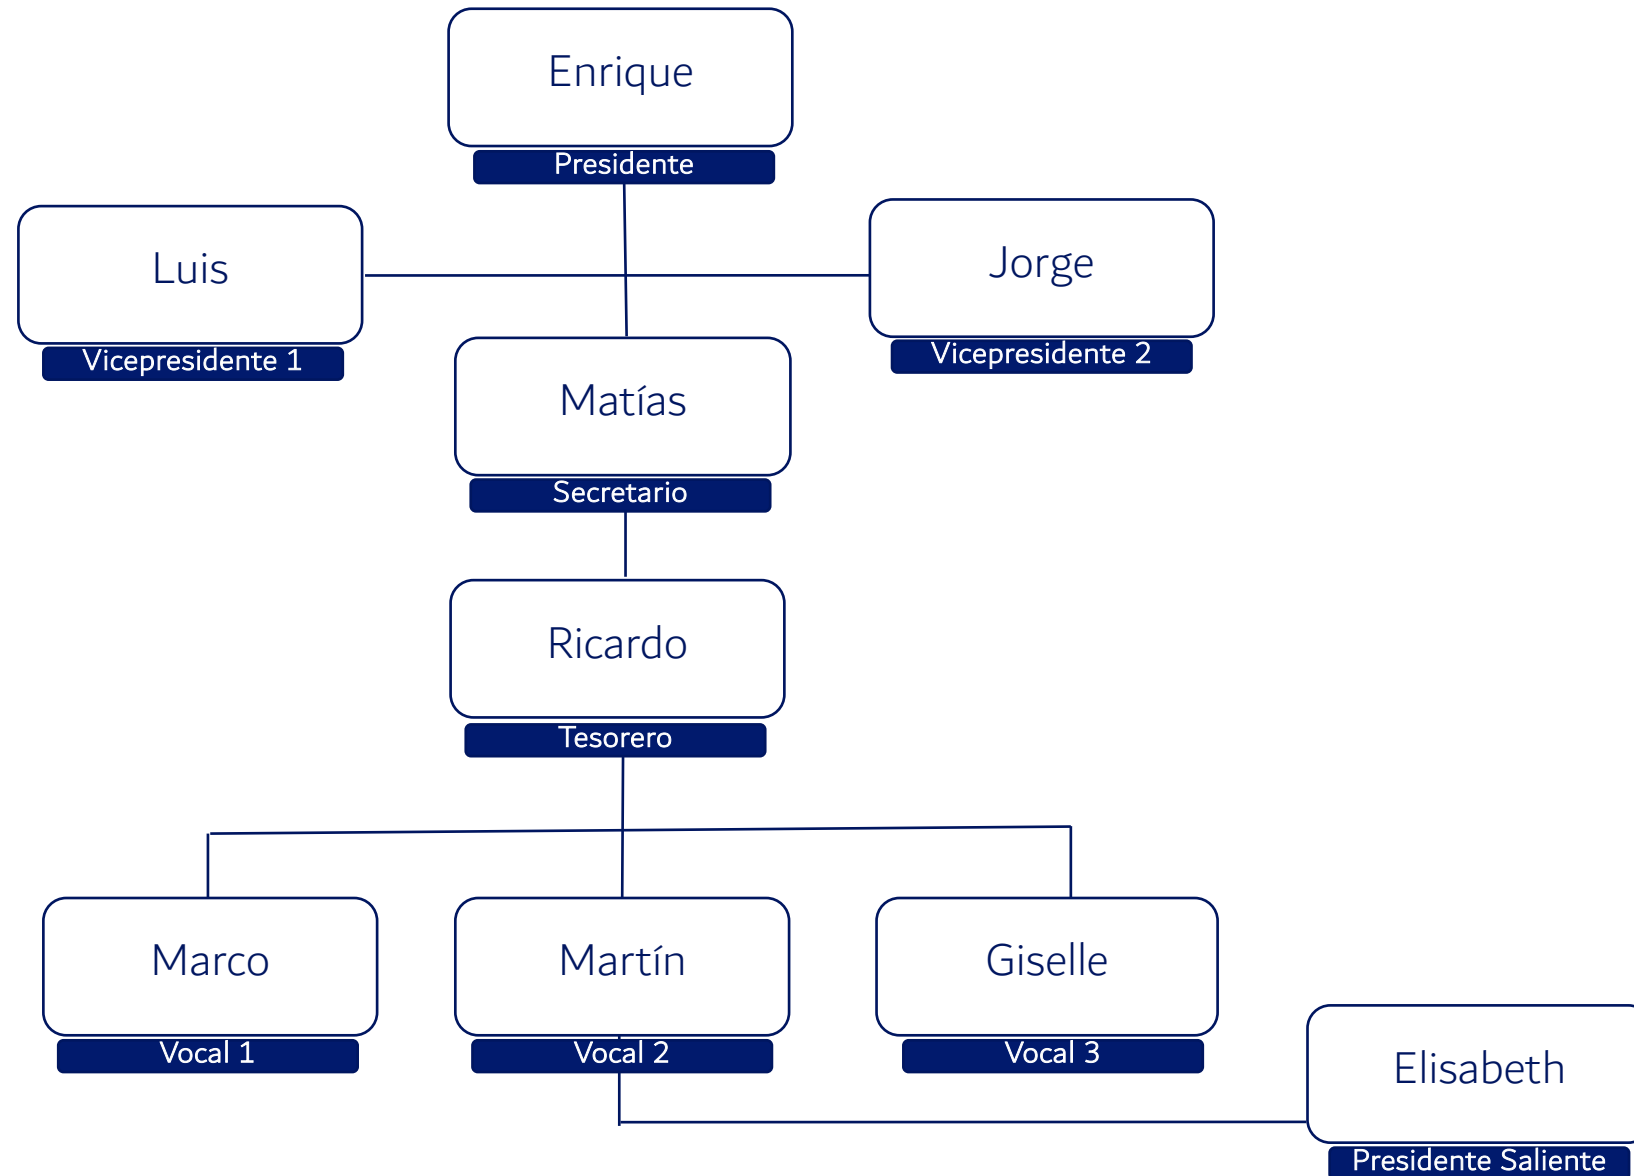 Enrique
Presidente
Luis
Vicepresidente 1
Jorge
Vicepresidente 2
Matías
Secretario
Ricardo
Tesorero
Marco
Vocal 1
Martín
Vocal 2
Giselle
Vocal 3
Elisabeth
Presidente Saliente